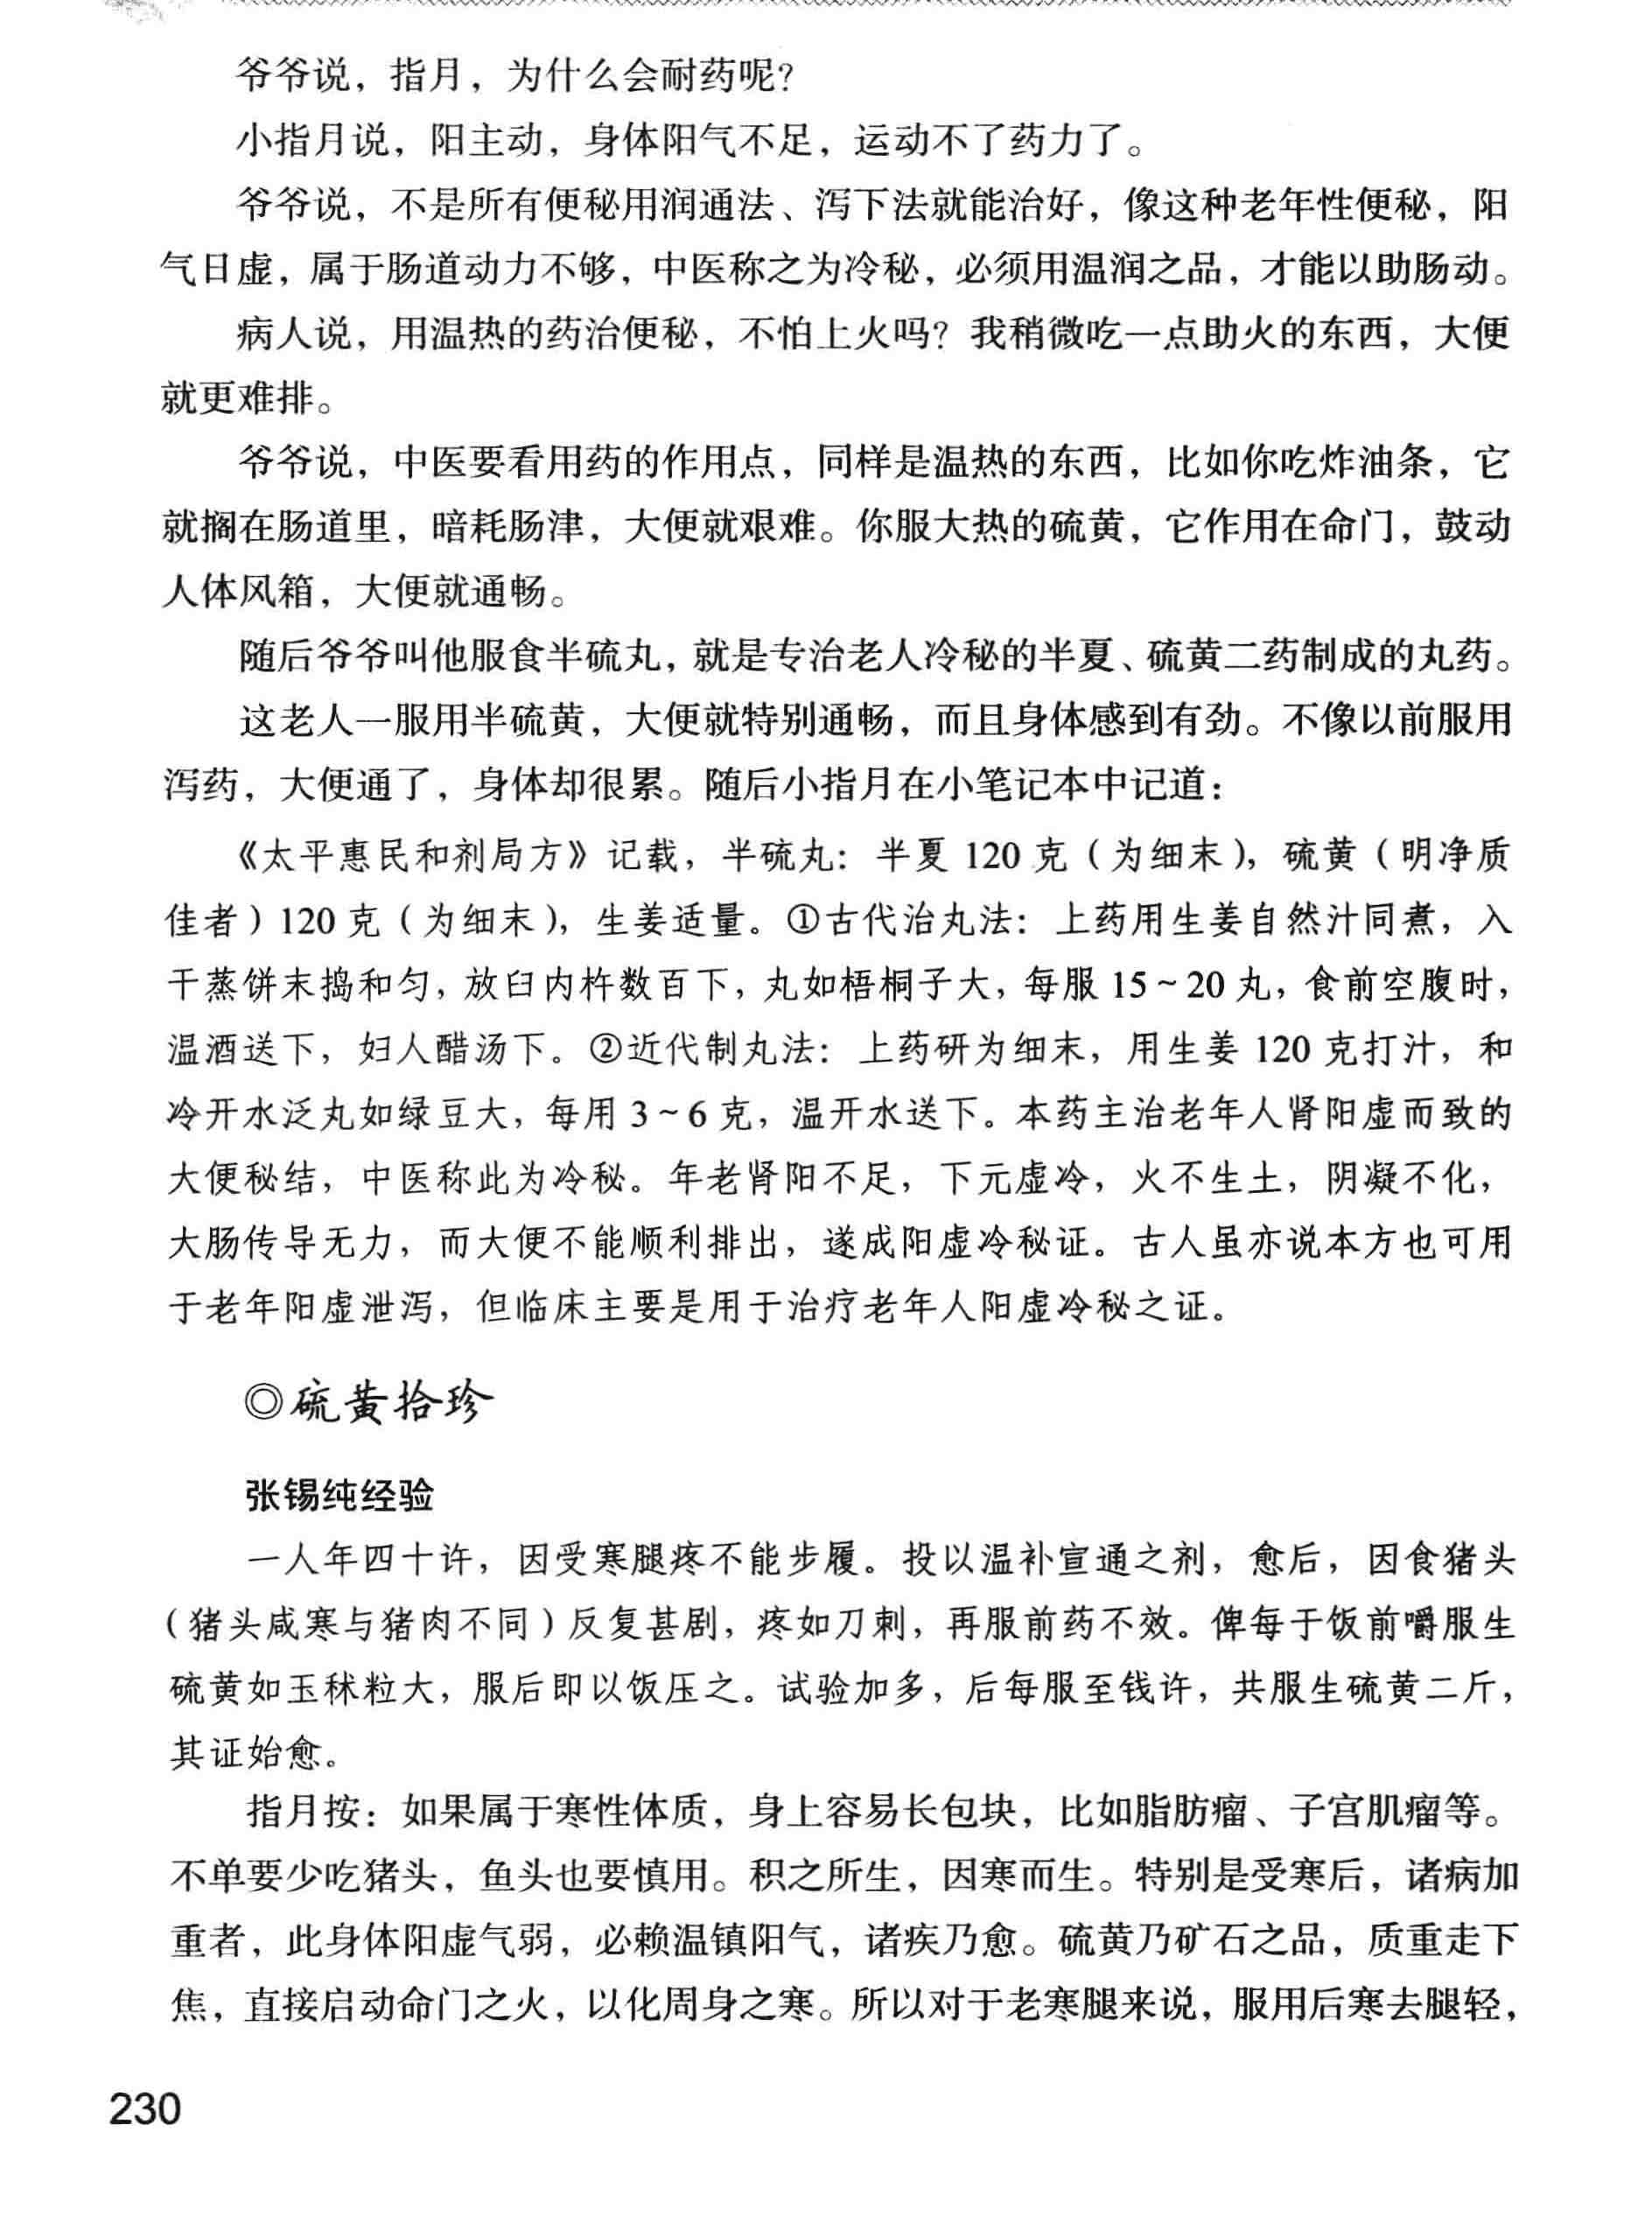 爷爷说，指月，为什么会耐药呢？
小指月说，阳主动，身体阳气不足，运动不了药力了。
爷爷说，不是所有便秘用润通法、泻下法就能治好，像这种老年性便秘，阳
气日虚，属于肠道动力不够，中医称之为冷秘，必须用温润之品，才能以助肠动。
病人说，用温热的药治便秘，不怕上火吗？我稍微吃一点助火的东西，大便
就更难排。
爷爷说，中医要看用药的作用点，同样是温热的东西，比如你吃炸油条，它
就搁在肠道里，暗耗肠津，大便就艰难。你服大热的硫黄，它作用在命门，鼓动
人体风箱，大便就通畅。
随后爷爷叫他服食半硫丸，就是专治老人冷秘的半夏、硫黄二药制成的丸药。
这老人一服用半硫黄，大便就特别通畅，而且身体感到有劲。不像以前服用
泻药，大便通了，身体却很累。随后小指月在小笔记本中记道：
《太平惠民和剂局方》记载，半硫丸：半夏 120 克（为细末），硫黄（明净质
佳者）120 克（为细末），生姜适量。①古代治丸法：上药用生姜自然汁同煮，入
干蒸饼末捣和匀，放臼内杵数百下，丸如梧桐子大，每服 15～20 丸，食前空腹时，
温酒送下，妇人醋汤下。②近代制丸法：上药研为细末，用生姜 120 克打汁，和
冷开水泛丸如绿豆大，每用 3～6 克，温开水送下。本药主治老年人肾阳虚而致的
大便秘结，中医称此为冷秘。年老肾阳不足，下元虚冷，火不生土，阴凝不化，
大肠传导无力，而大便不能顺利排出，遂成阳虚冷秘证。古人虽亦说本方也可用
于老年阳虚泄泻，但临床主要是用于治疗老年人阳虚冷秘之证。
◎硫黄拾珍
张锡纯经验
一人年四十许，因受寒腿疼不能步履。投以温补宣通之剂，愈后，因食猪头
（猪头咸寒与猪肉不同）反复甚剧，疼如刀刺，再服前药不效。俾每于饭前嚼服生
硫黄如玉秫粒大，服后即以饭压之。试验加多，后每服至钱许，共服生硫黄二斤，
其证始愈。
指月按：如果属于寒性体质，身上容易长包块，比如脂肪瘤、子宫肌瘤等。
不单要少吃猪头，鱼头也要慎用。积之所生，因寒而生。特别是受寒后，诸病加
重者，此身体阳虚气弱，必赖温镇阳气，诸疾乃愈。硫黄乃矿石之品，质重走下
焦，直接启动命门之火，以化周身之寒。所以对于老寒腿来说，服用后寒去腿轻，
230